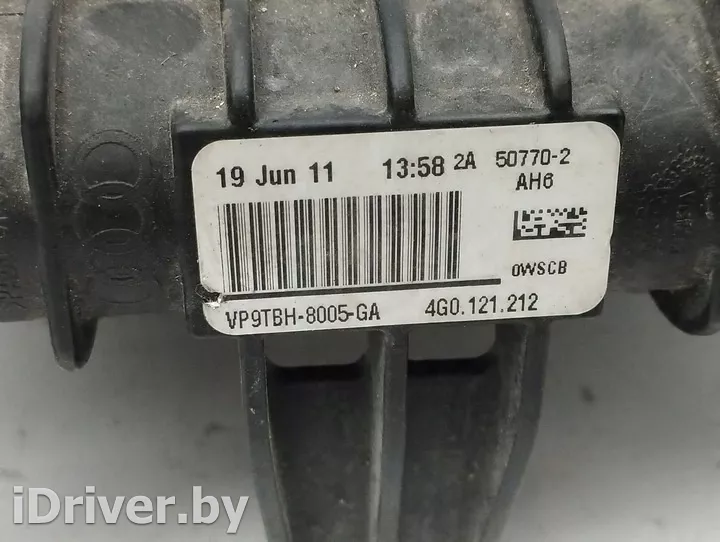 19 Jun 11 13:58 2A 50770-2
AH6
0WSCB
VP9TBH-8005-GA 4G0.121.212
iDriver.by